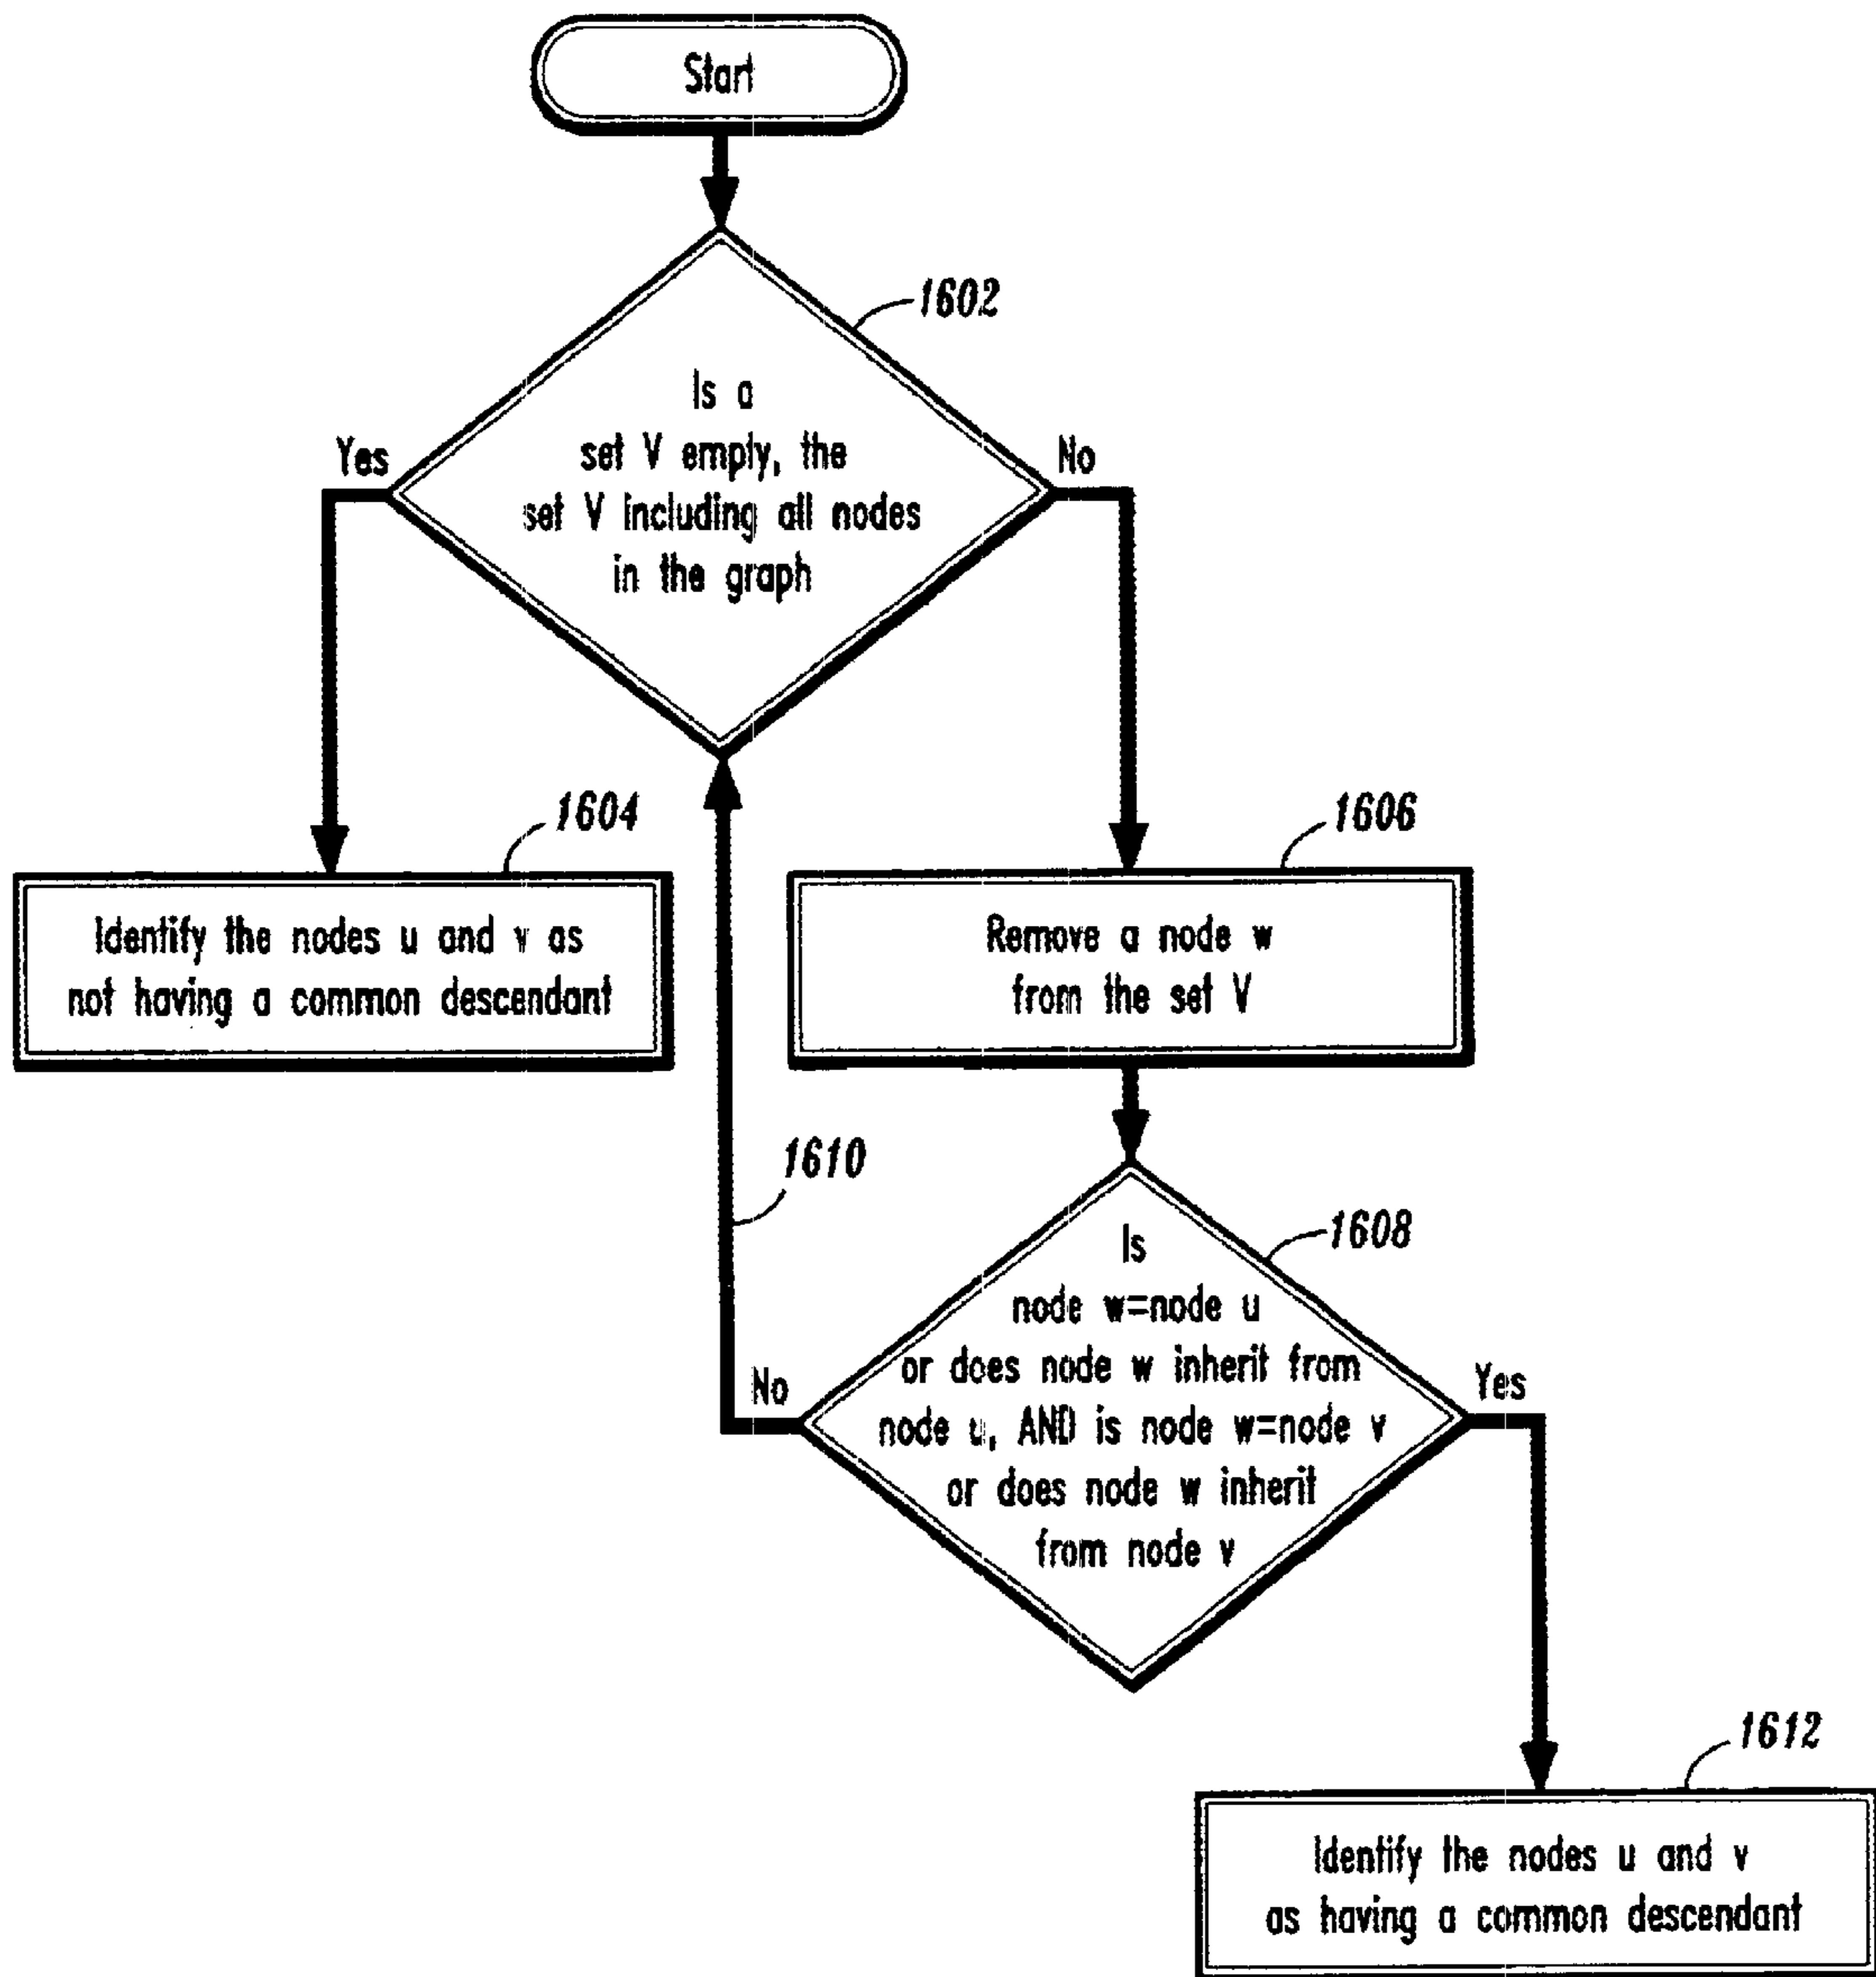 Start
1602
Is a
set V empty, the
set V including all nodes
in the graph
Yes
No
1604
Identify the nodes u and v as
not having a common descendant
1606
Remove a node w
from the set V
1610
1608
Is
node w=node u
or does node w inherit from
node u, AND is node w=node v
or does node w inherit
from node v
No
Yes
1612
Identify the nodes u and v
as having a common descendant